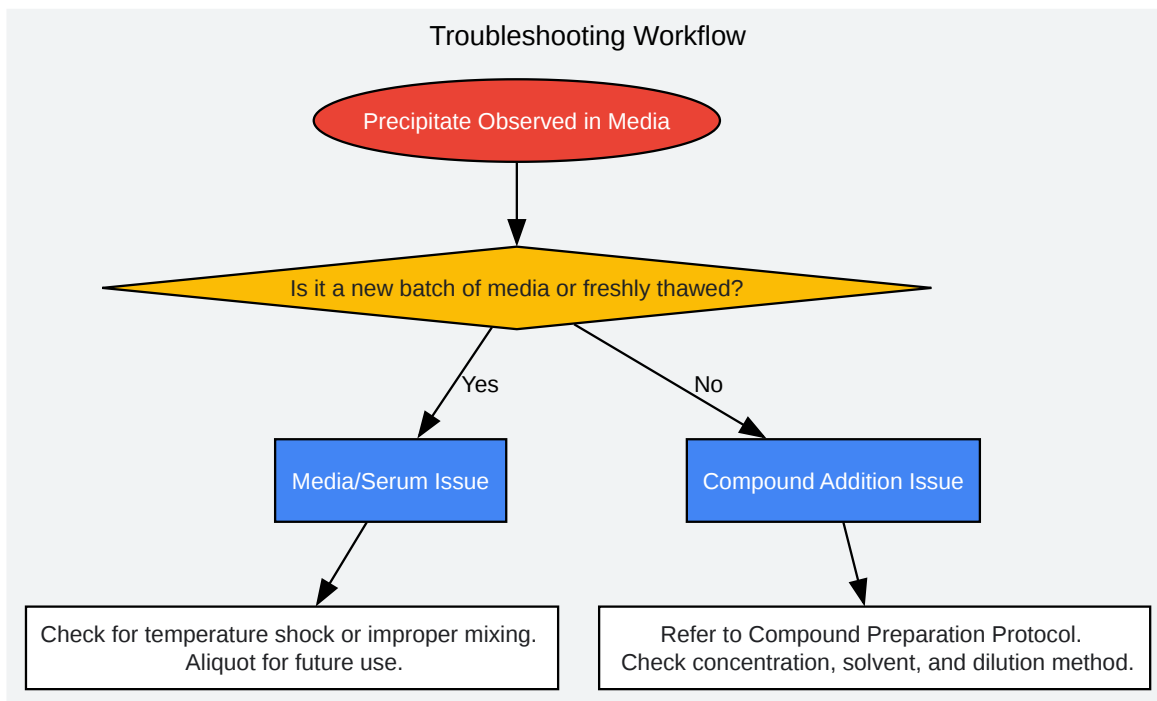 Troubleshooting Workflow
Precipitate Observed in Media
Is it a new batch of media or freshly thawed?
Yes
No
Media/Serum Issue
Compound Addition Issue
Check for temperature shock or improper mixing.
Aliquot for future use.
Refer to Compound Preparation Protocol.
Check concentration, solvent, and dilution method.